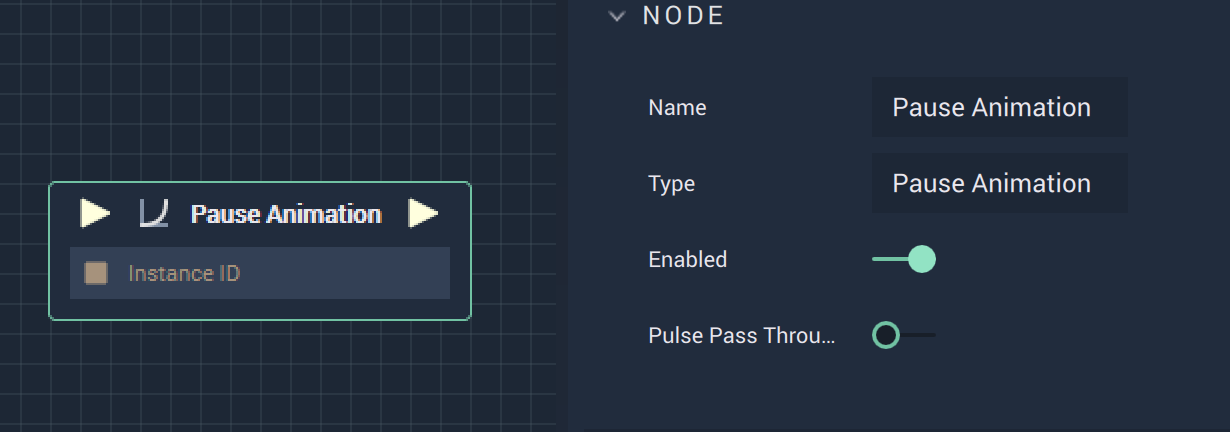 Pause Animation
Instance ID
NODE
Name
Pause Animation
Type
Pause Animation
Enabled
Pulse Pass Throu...